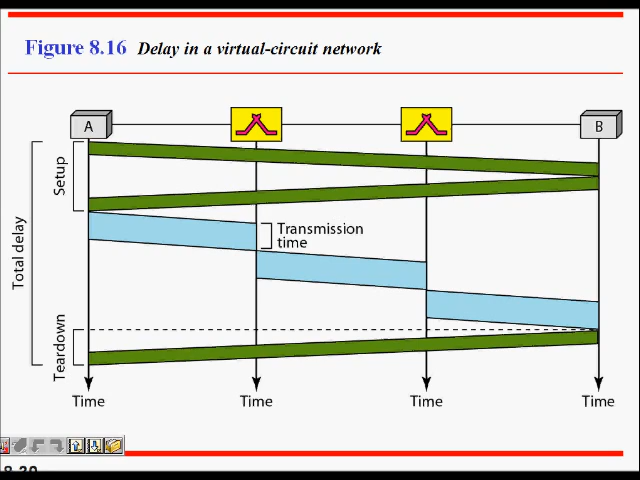 Figure 8.16 Delay in a virtual-circuit network
A
B
Setup
Transmission
time
Total delay
Teardown
Time
Time
Time
Time